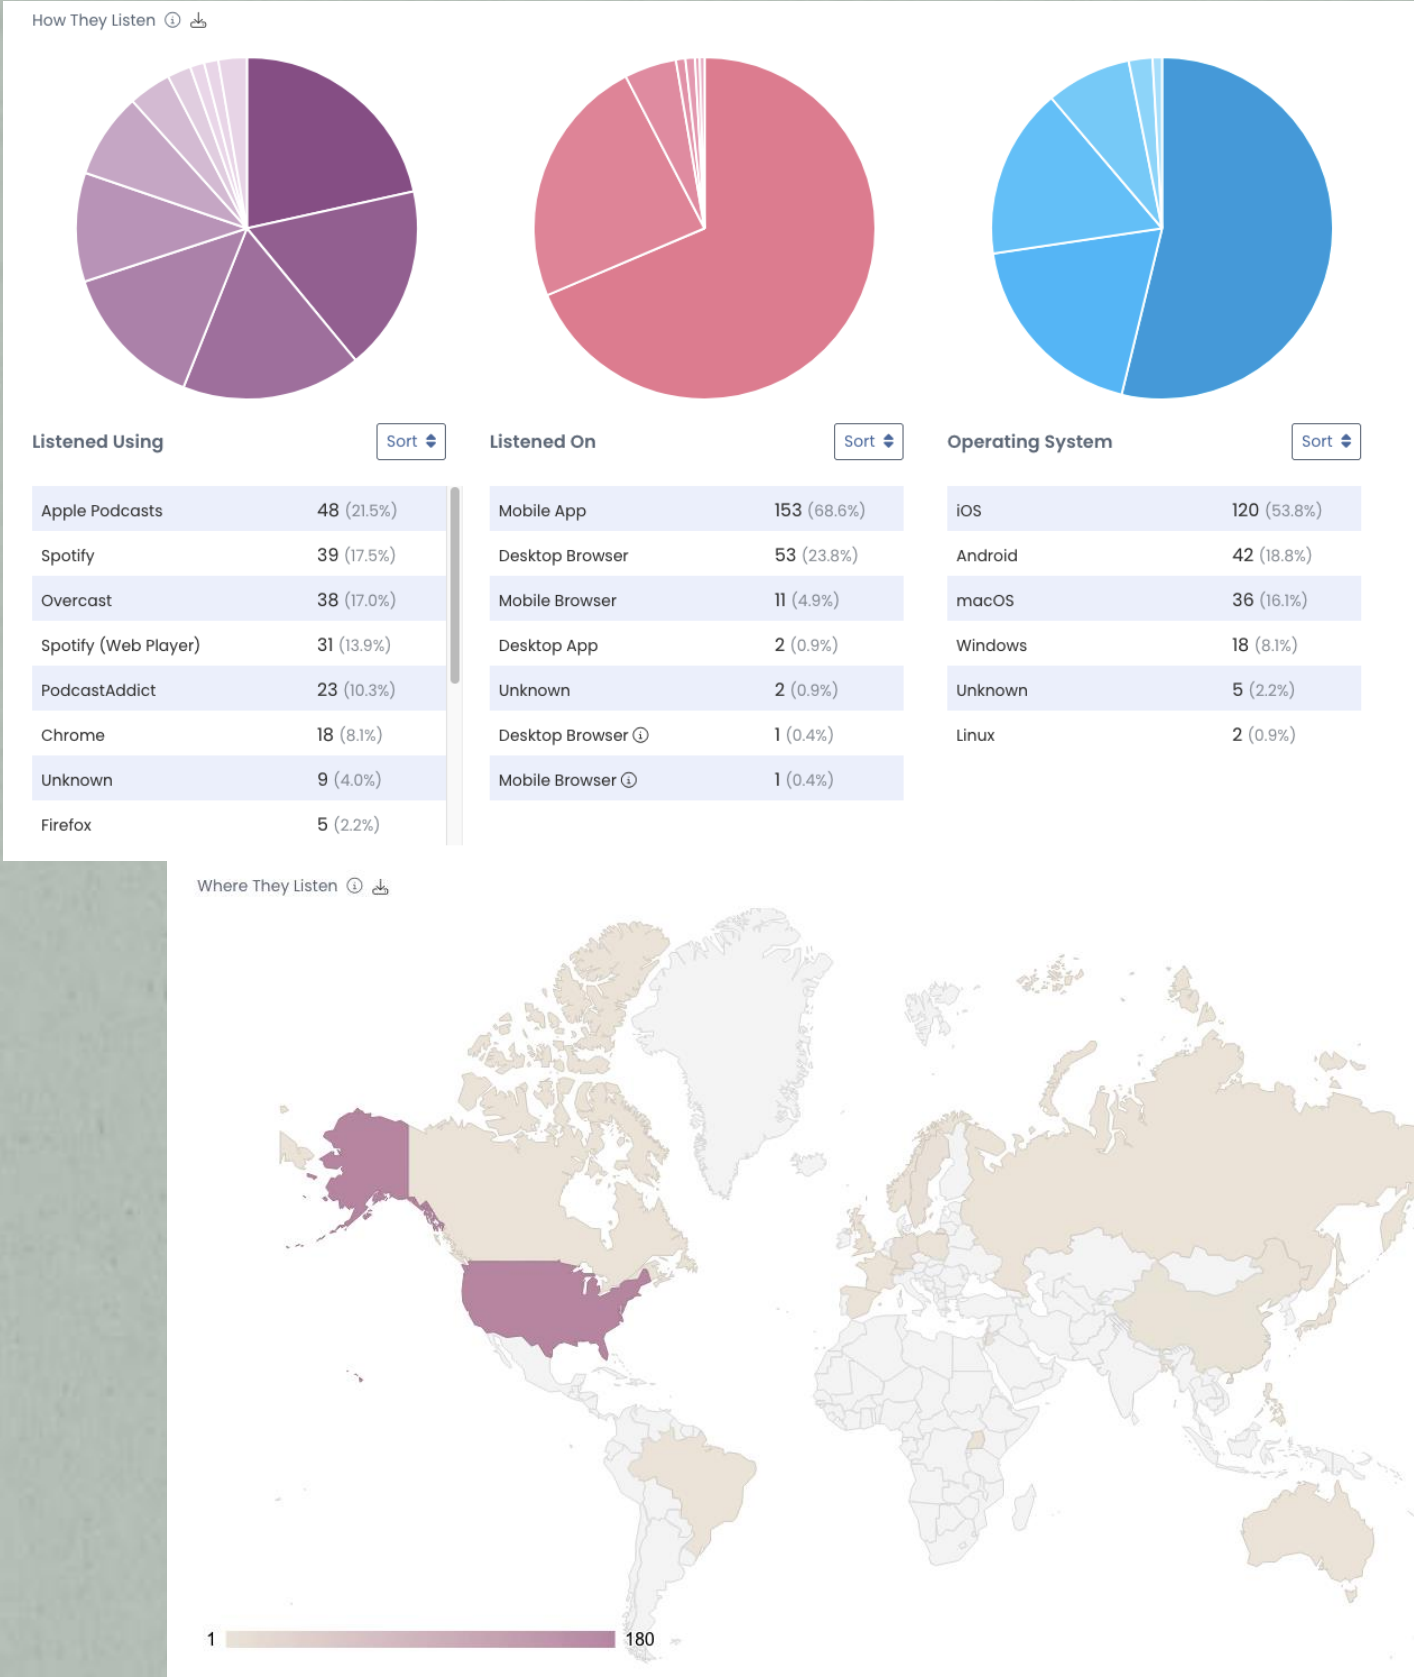 How They Listen
Listened Using
Sort
Apple Podcasts 48 (21.5%)
Spotify 39 (17.5%)
Overcast 38 (17.0%)
Spotify (Web Player) 31 (13.9%)
PodcastAddict 23 (10.3%)
Chrome 18 (8.1%)
Unknown 9 (4.0%)
Firefox 5 (2.2%)
Listened On
Sort
Mobile App 153 (68.6%)
Desktop Browser 53 (23.8%)
Mobile Browser 11 (4.9%)
Desktop App 2 (0.9%)
Unknown 2 (0.9%)
Desktop Browser 1 (0.4%)
Mobile Browser 1 (0.4%)
Operating System
Sort
iOS 120 (53.8%)
Android 42 (18.8%)
macOS 36 (16.1%)
Windows 18 (8.1%)
Unknown 5 (2.2%)
Linux 2 (0.9%)
Where They Listen
1 180